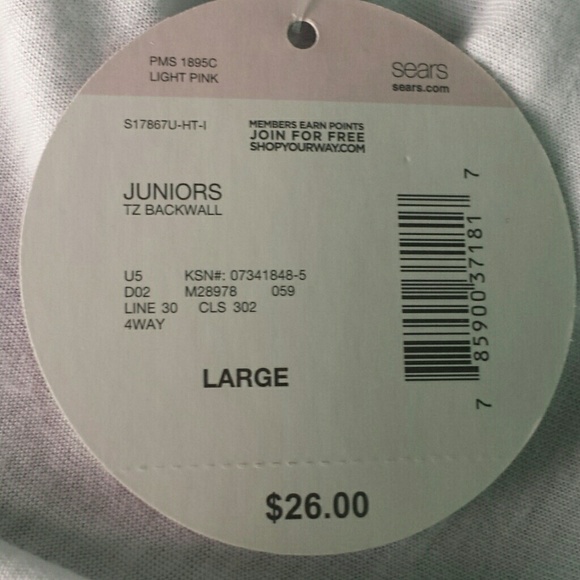 PMS 1895C
LIGHT PINK
sears
sears.com
S17867U-HT-I
MEMBERS EARN POINTS
JOIN FOR FREE
SHOPYOURWAY.COM
JUNIORS
TZ BACKWALL
U5 KSN#: 07341848-5
D02 M28978 059
LINE 30 CLS 302
4WAY
LARGE
7 85900 37181 7
$26.00